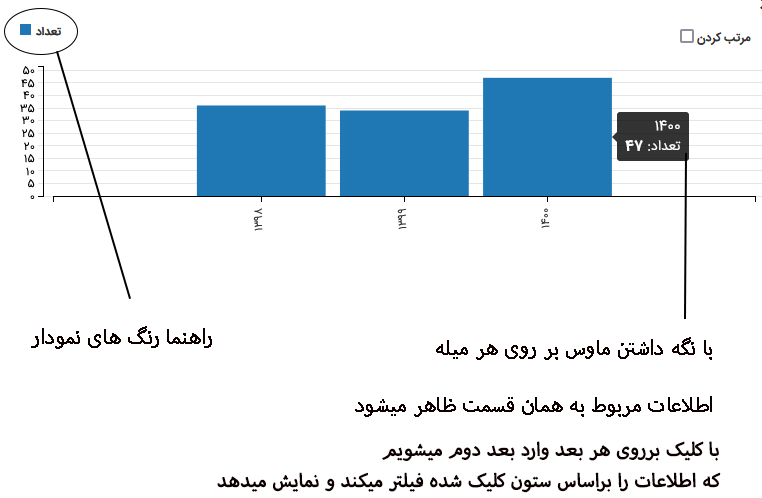 تعداد
مرتب کردن
۵۰
۴۵
۴۰
۳۵
۳۰
۲۵
۲۰
۱۵
۱۰
۵
۰
۱۴۰۰
تعداد: ۴۷
۱۳۹۸
۱۳۹۹
۱۴۰۰
راهنما رنگ های نمودار
با نگه داشتن ماوس بر روی هر میله
اطلاعات مربوط به همان قسمت ظاهر میشود
با کلیک برروی هر بعد وارد بعد دوم میشویم
که اطلاعات را براساس ستون کلیک شده فیلتر میکند و نمایش میدهد